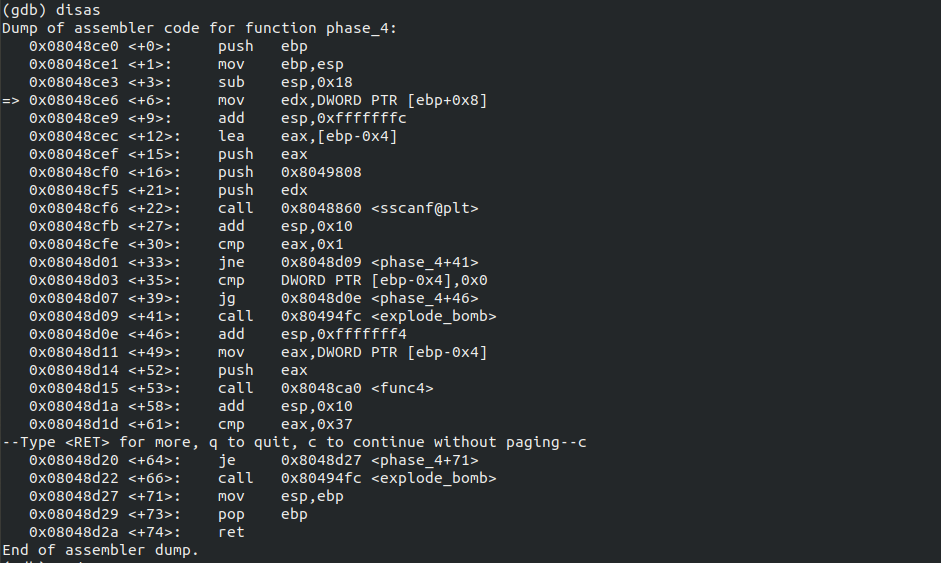 (gdb) disas
Dump of assembler code for function phase_4:
   0x08048ce0 <+0>:     push   ebp
   0x08048ce1 <+1>:     mov    ebp,esp
   0x08048ce3 <+3>:     sub    esp,0x18
=> 0x08048ce6 <+6>:     mov    edx,DWORD PTR [ebp+0x8]
   0x08048ce9 <+9>:     add    esp,0xfffffffc
   0x08048cec <+12>:    lea    eax,[ebp-0x4]
   0x08048cef <+15>:    push   eax
   0x08048cf0 <+16>:    push   0x8049808
   0x08048cf5 <+21>:    push   edx
   0x08048cf6 <+22>:    call   0x8048860 <sscanf@plt>
   0x08048cfb <+27>:    add    esp,0x10
   0x08048cfe <+30>:    cmp    eax,0x1
   0x08048d01 <+33>:    jne    0x8048d09 <phase_4+41>
   0x08048d03 <+35>:    cmp    DWORD PTR [ebp-0x4],0x0
   0x08048d07 <+39>:    jg     0x8048d0e <phase_4+46>
   0x08048d09 <+41>:    call   0x80494fc <explode_bomb>
   0x08048d0e <+46>:    add    esp,0xfffffff4
   0x08048d11 <+49>:    mov    eax,DWORD PTR [ebp-0x4]
   0x08048d14 <+52>:    push   eax
   0x08048d15 <+53>:    call   0x8048ca0 <func4>
   0x08048d1a <+58>:    add    esp,0x10
   0x08048d1d <+61>:    cmp    eax,0x37
--Type <RET> for more, q to quit, c to continue without paging--c
   0x08048d20 <+64>:    je     0x8048d27 <phase_4+71>
   0x08048d22 <+66>:    call   0x80494fc <explode_bomb>
   0x08048d27 <+71>:    mov    esp,ebp
   0x08048d29 <+73>:    pop    ebp
   0x08048d2a <+74>:    ret
End of assembler dump.